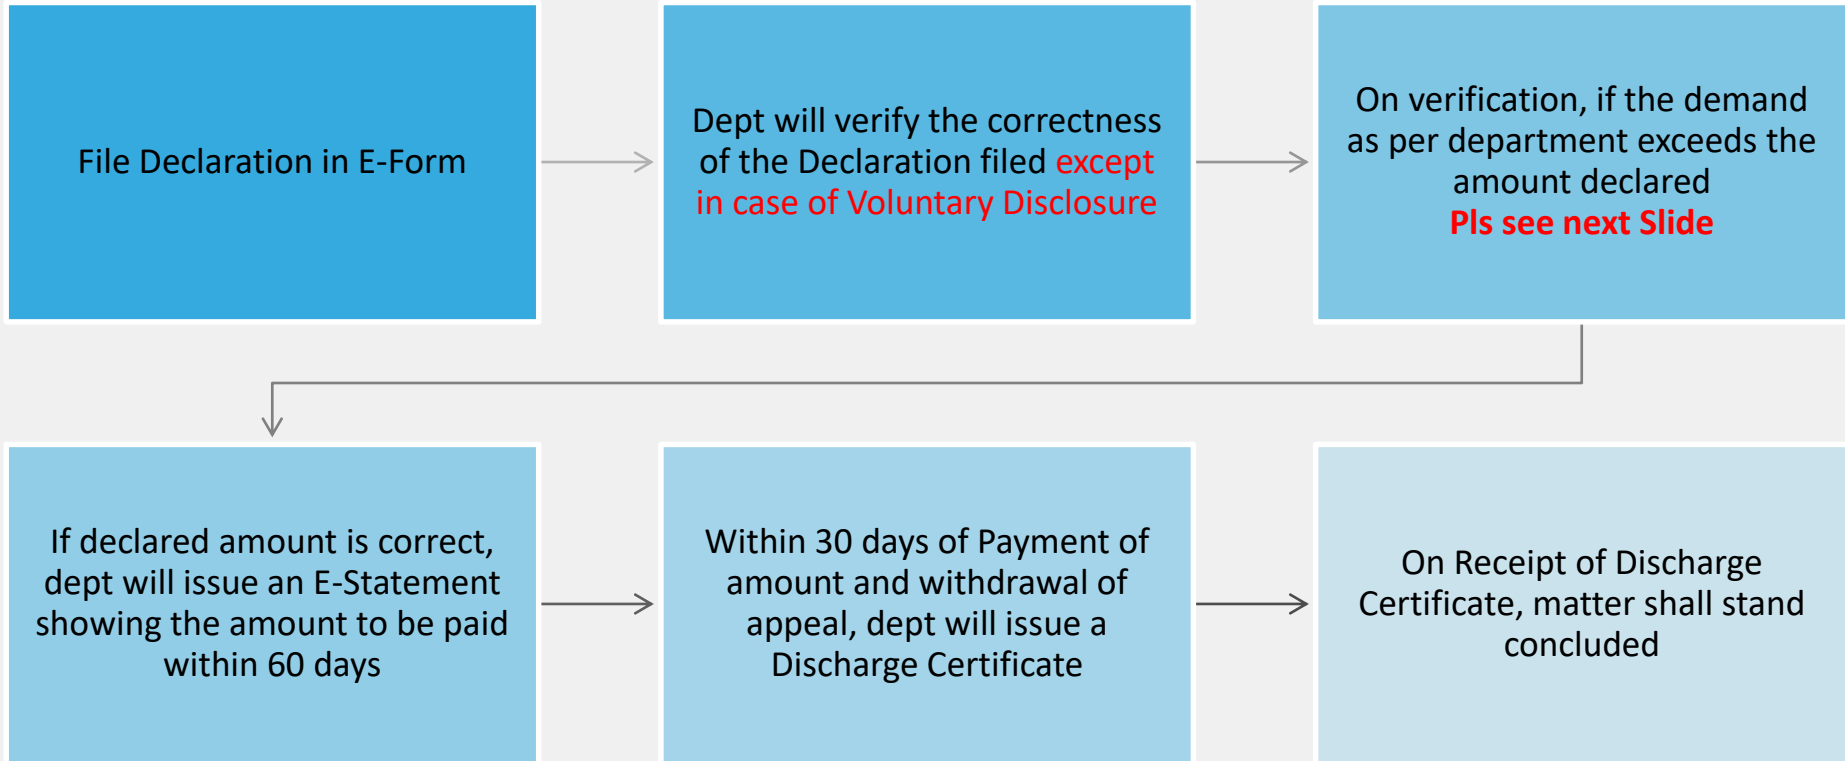 File Declaration in E-Form
Dept will verify the correctness
of the Declaration filed except
in case of Voluntary Disclosure
On verification, if the demand
as per department exceeds the
amount declared
Pls see next Slide
If declared amount is correct,
dept will issue an E-Statement
showing the amount to be paid
within 60 days
Within 30 days of Payment of
amount and withdrawal of
appeal, dept will issue a
Discharge Certificate
On Receipt of Discharge
Certificate, matter shall stand
concluded